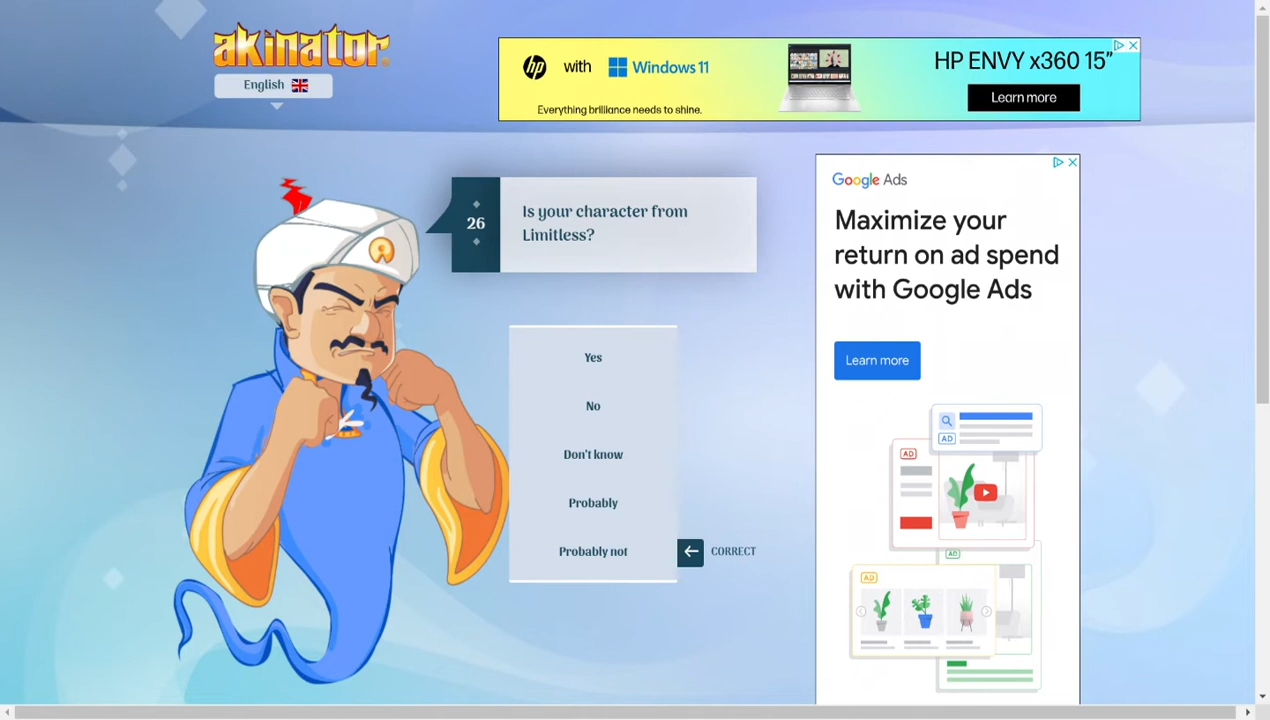 akinator.
English
hp with Windows 11
Everything brilliance needs to shine.
HP ENVY x360 15”
Learn more
26
Is your character from
Limitless?
Yes
No
Don't know
Probably
Probably not
CORRECT
Google Ads
Maximize your
return on ad spend
with Google Ads
Learn more
AD
AD
AD
AD